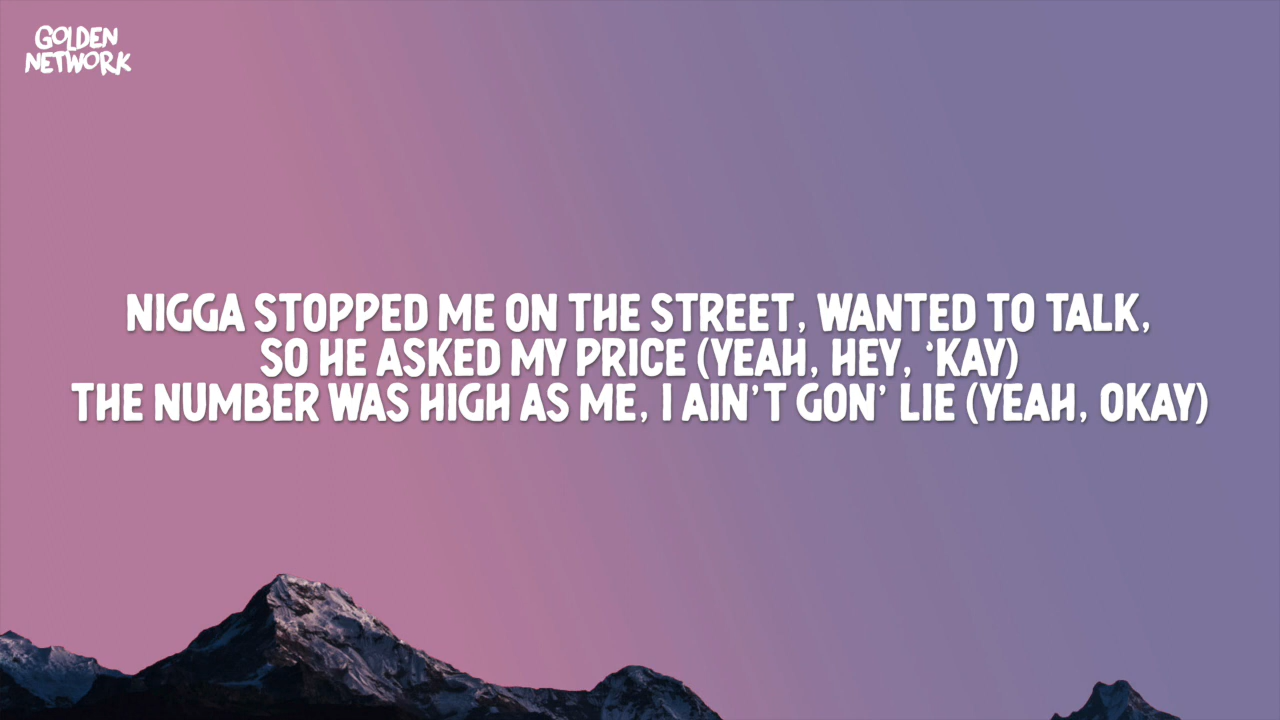 GOLDEN
NETWORK
NIGGA STOPPED ME ON THE STREET, WANTED TO TALK,
SO HE ASKED MY PRICE (YEAH, HEY, ‘KAY)
THE NUMBER WAS HIGH AS ME, I AIN’T GON’ LIE (YEAH, OKAY)